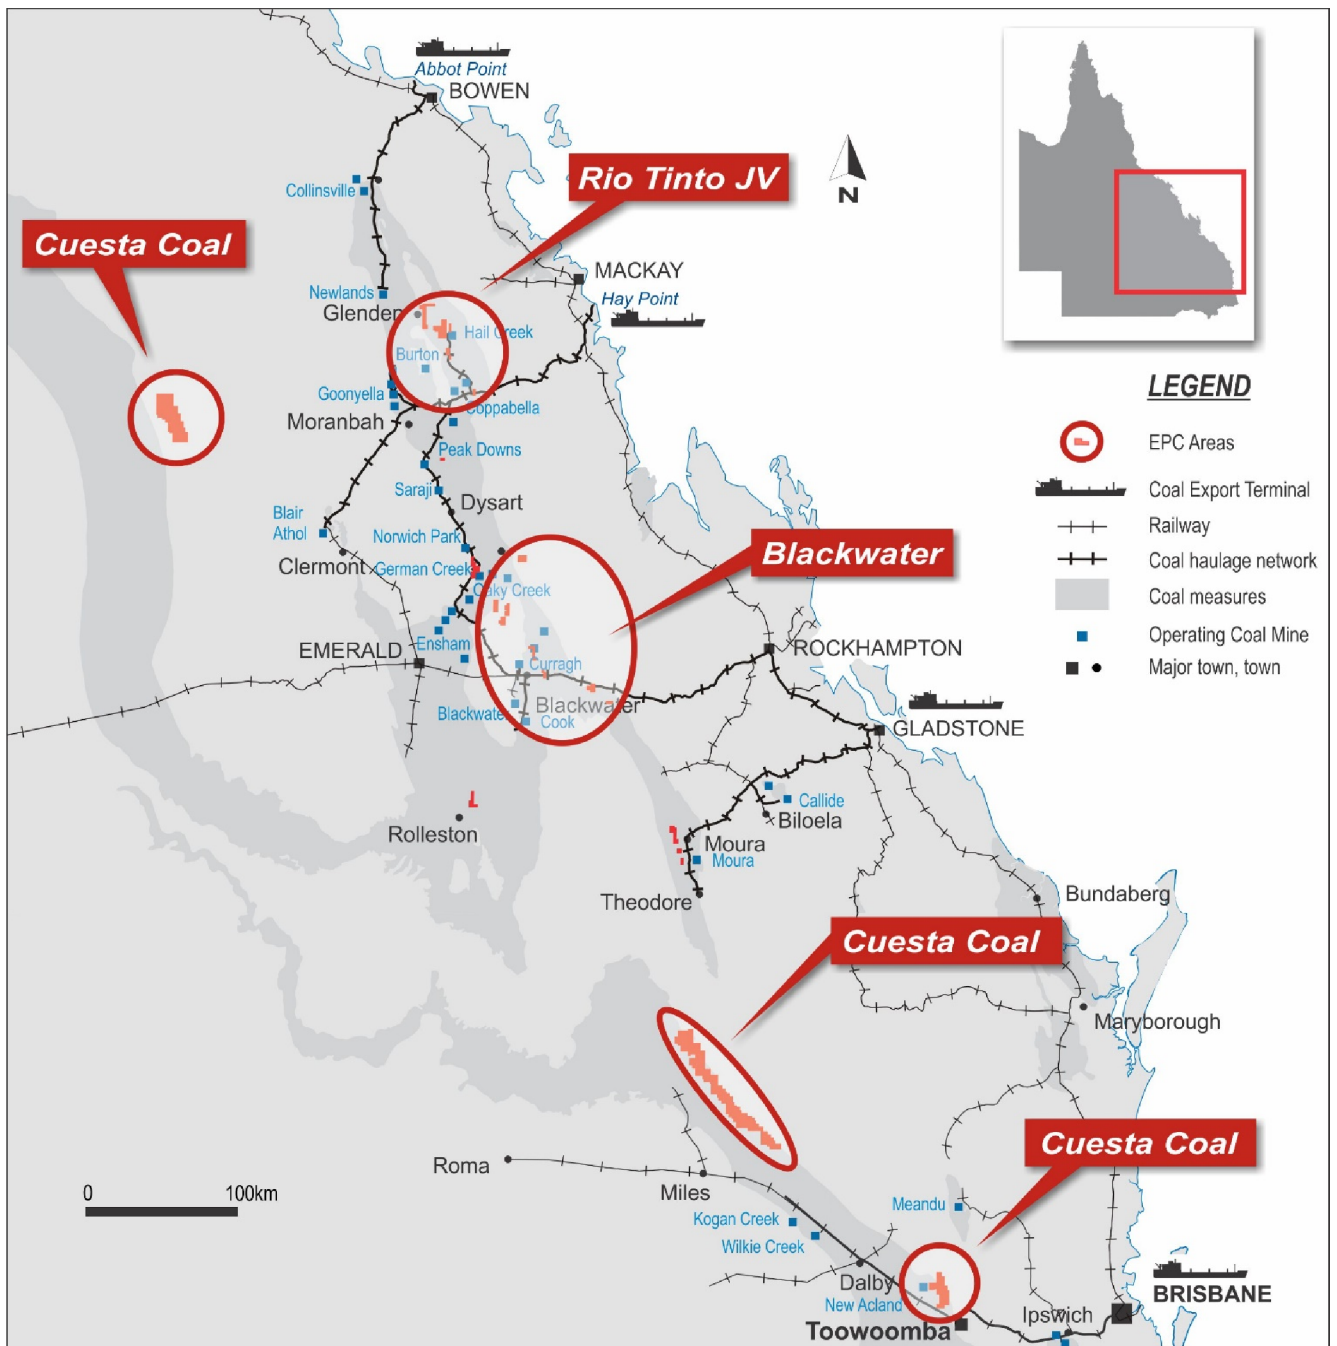 Abbot Point
BOWEN
Rio Tinto JV
N
Collinsville
Cuesta Coal
MACKAY
Newlands
Hay Point
Glenden
Hail Creek
Burton
LEGEND
Goonyella
Coppabella
Moranbah
EPC Areas
Peak Downs
Saraji
Coal Export Terminal
Dysart
Blair
Athol
Railway
Norwich Park
Blackwater
Coal haulage network
Clermont
German Creek
Oaky Creek
Coal measures
Ensham
Operating Coal Mine
EMERALD
ROCKHAMPTON
Curragh
Major town, town
Blackwater
Blackwater
Cook
GLADSTONE
Callide
Biloela
Rolleston
Moura
Moura
Theodore
Bundaberg
Cuesta Coal
Maryborough
Cuesta Coal
Roma
0 100km
Miles
Meandu
Kogan Creek
Wilkie Creek
Dalby
BRISBANE
New Acland
Ipswich
Toowoomba